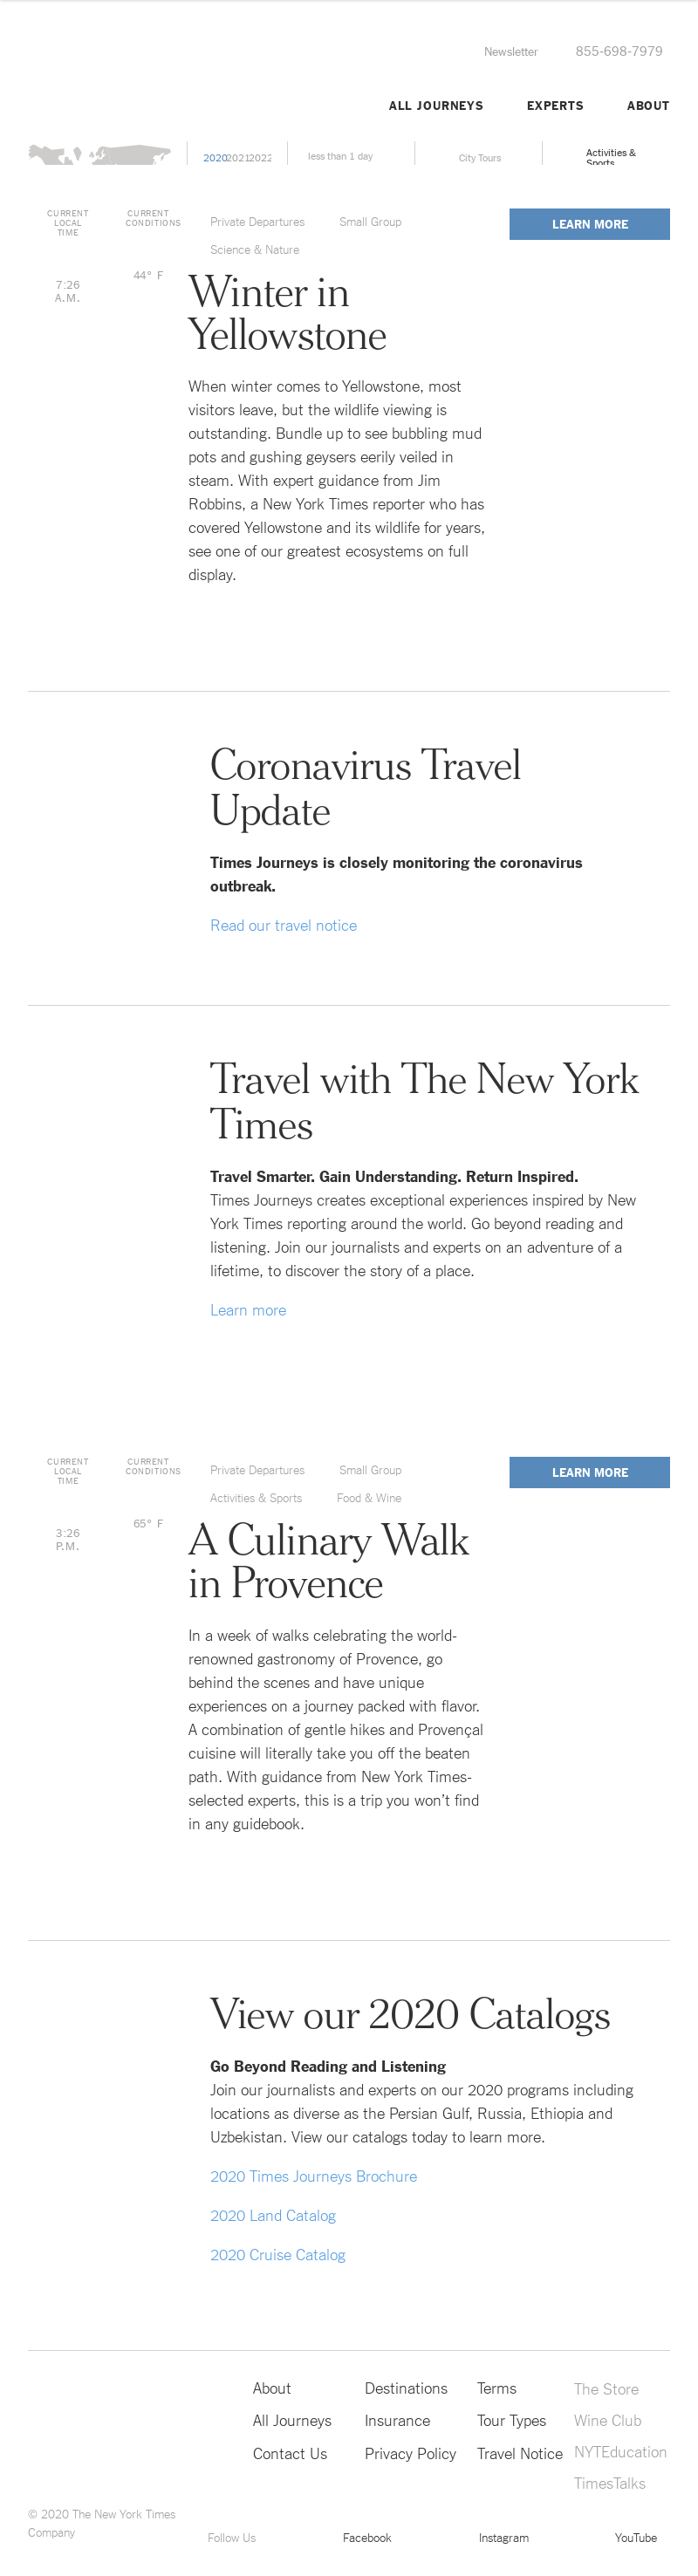 Newsletter 855-698-7979
ALL JOURNEYS EXPERTS ABOUT
2020 2021 2022 less than 1 day City Tours Activities &
Sports
CURRENT
LOCAL
TIME
7:26
A.M.
CURRENT
CONDITIONS
44° F
Private Departures Small Group
Science & Nature
LEARN MORE
Winter in
Yellowstone
When winter comes to Yellowstone, most
visitors leave, but the wildlife viewing is
outstanding. Bundle up to see bubbling mud
pots and gushing geysers eerily veiled in
steam. With expert guidance from Jim
Robbins, a New York Times reporter who has
covered Yellowstone and its wildlife for years,
see one of our greatest ecosystems on full
display.
Coronavirus Travel
Update
Times Journeys is closely monitoring the coronavirus
outbreak.
Read our travel notice
Travel with The New York
Times
Travel Smarter. Gain Understanding. Return Inspired.
Times Journeys creates exceptional experiences inspired by New
York Times reporting around the world. Go beyond reading and
listening. Join our journalists and experts on an adventure of a
lifetime, to discover the story of a place.
Learn more
CURRENT
LOCAL
TIME
3:26
P.M.
CURRENT
CONDITIONS
65° F
Private Departures Small Group
Activities & Sports Food & Wine
LEARN MORE
A Culinary Walk
in Provence
In a week of walks celebrating the world-
renowned gastronomy of Provence, go
behind the scenes and have unique
experiences on a journey packed with flavor.
A combination of gentle hikes and Provençal
cuisine will literally take you off the beaten
path. With guidance from New York Times-
selected experts, this is a trip you won’t find
in any guidebook.
View our 2020 Catalogs
Go Beyond Reading and Listening
Join our journalists and experts on our 2020 programs including
locations as diverse as the Persian Gulf, Russia, Ethiopia and
Uzbekistan. View our catalogs today to learn more.
2020 Times Journeys Brochure
2020 Land Catalog
2020 Cruise Catalog
About Destinations Terms The Store
All Journeys Insurance Tour Types Wine Club
Contact Us Privacy Policy Travel Notice NYTEducation
TimesTalks
© 2020 The New York Times
Company
Follow Us Facebook Instagram YouTube